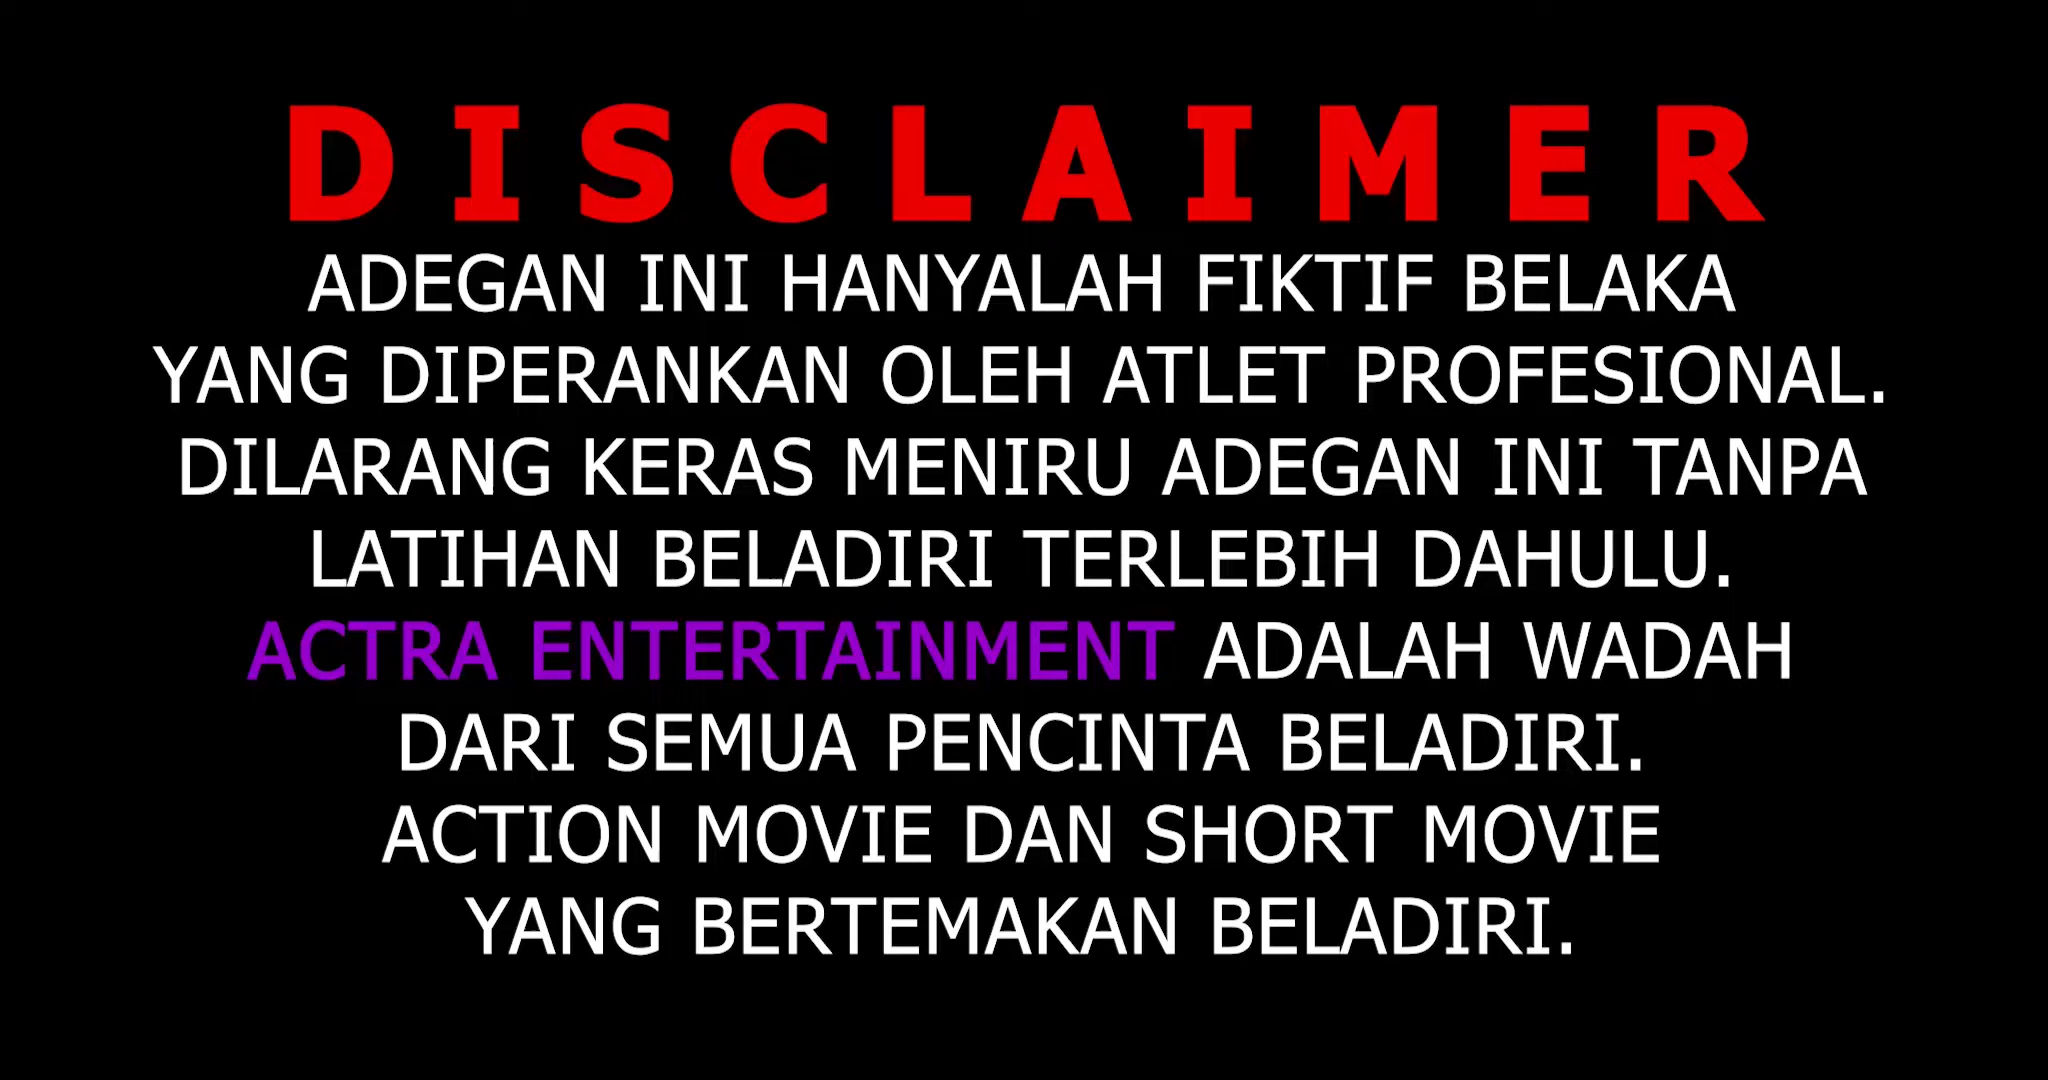 DISCLAIMER
ADEGAN INI HANYALAH FIKTIF BELAKA
YANG DIPERANKAN OLEH ATLET PROFESIONAL.
DILARANG KERAS MENIRU ADEGAN INI TANPA
LATIHAN BELADIRI TERLEBIH DAHULU.
ACTRA ENTERTAINMENT ADALAH WADAH
DARI SEMUA PENCINTA BELADIRI.
ACTION MOVIE DAN SHORT MOVIE
YANG BERTEMAKAN BELADIRI.